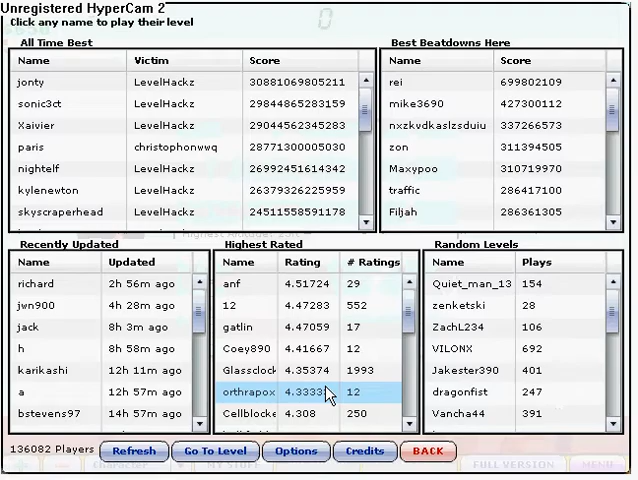 Unregistered HyperCam 2
Click any name to play their level
All Time Best
Name Victim Score
jonty LevelHackz 30881069805211
sonic3ct LevelHackz 29844865283159
Xaivier LevelHackz 29044562345283
paris christophonwwq 28771300005030
nightelf LevelHackz 26992451614342
kylenewton LevelHackz 26379326225959
skyscraperhead LevelHackz 24511558591178
Best Beatdowns Here
Name Score
rei 699802109
mike3690 427300112
nxzkvdkaslzsduiu 337266573
zon 311394505
Maxypoo 310719970
traffic 286417100
Filjah 286361305
Recently Updated
Name Updated
richard 2h 56m ago
jwn900 4h 28m ago
jack 8h 3m ago
h 8h 58m ago
karikashi 12h 11m ago
a 12h 57m ago
bstevens97 14h 57m ago
Highest Rated
Name Rating # Ratings
anf 4.51724 29
12 4.47283 552
gatlin 4.47059 17
Coey890 4.41667 12
Glassclock 4.35374 1993
orthrapox 4.3333 12
Cellblocke 4.308 250
Random Levels
Name Plays
Quiet_man_13 154
zenketski 28
ZachL234 106
VILONX 692
Jakester390 401
dragonfist 247
Vancha44 391
136082 Players Refresh Go To Level Options Credits BACK
Character MY STUFF FULL VERSION MENU